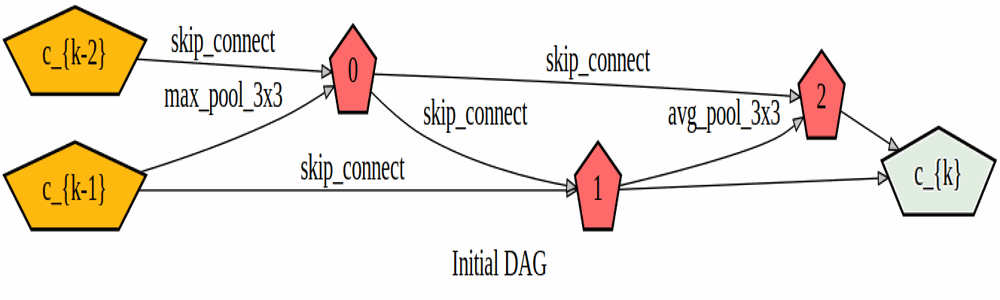 c_{k-2}
skip_connect
0
skip_connect
2
max_pool_3x3
skip_connect
avg_pool_3x3
c_{k-1}
skip_connect
1
c_{k}
Initial DAG